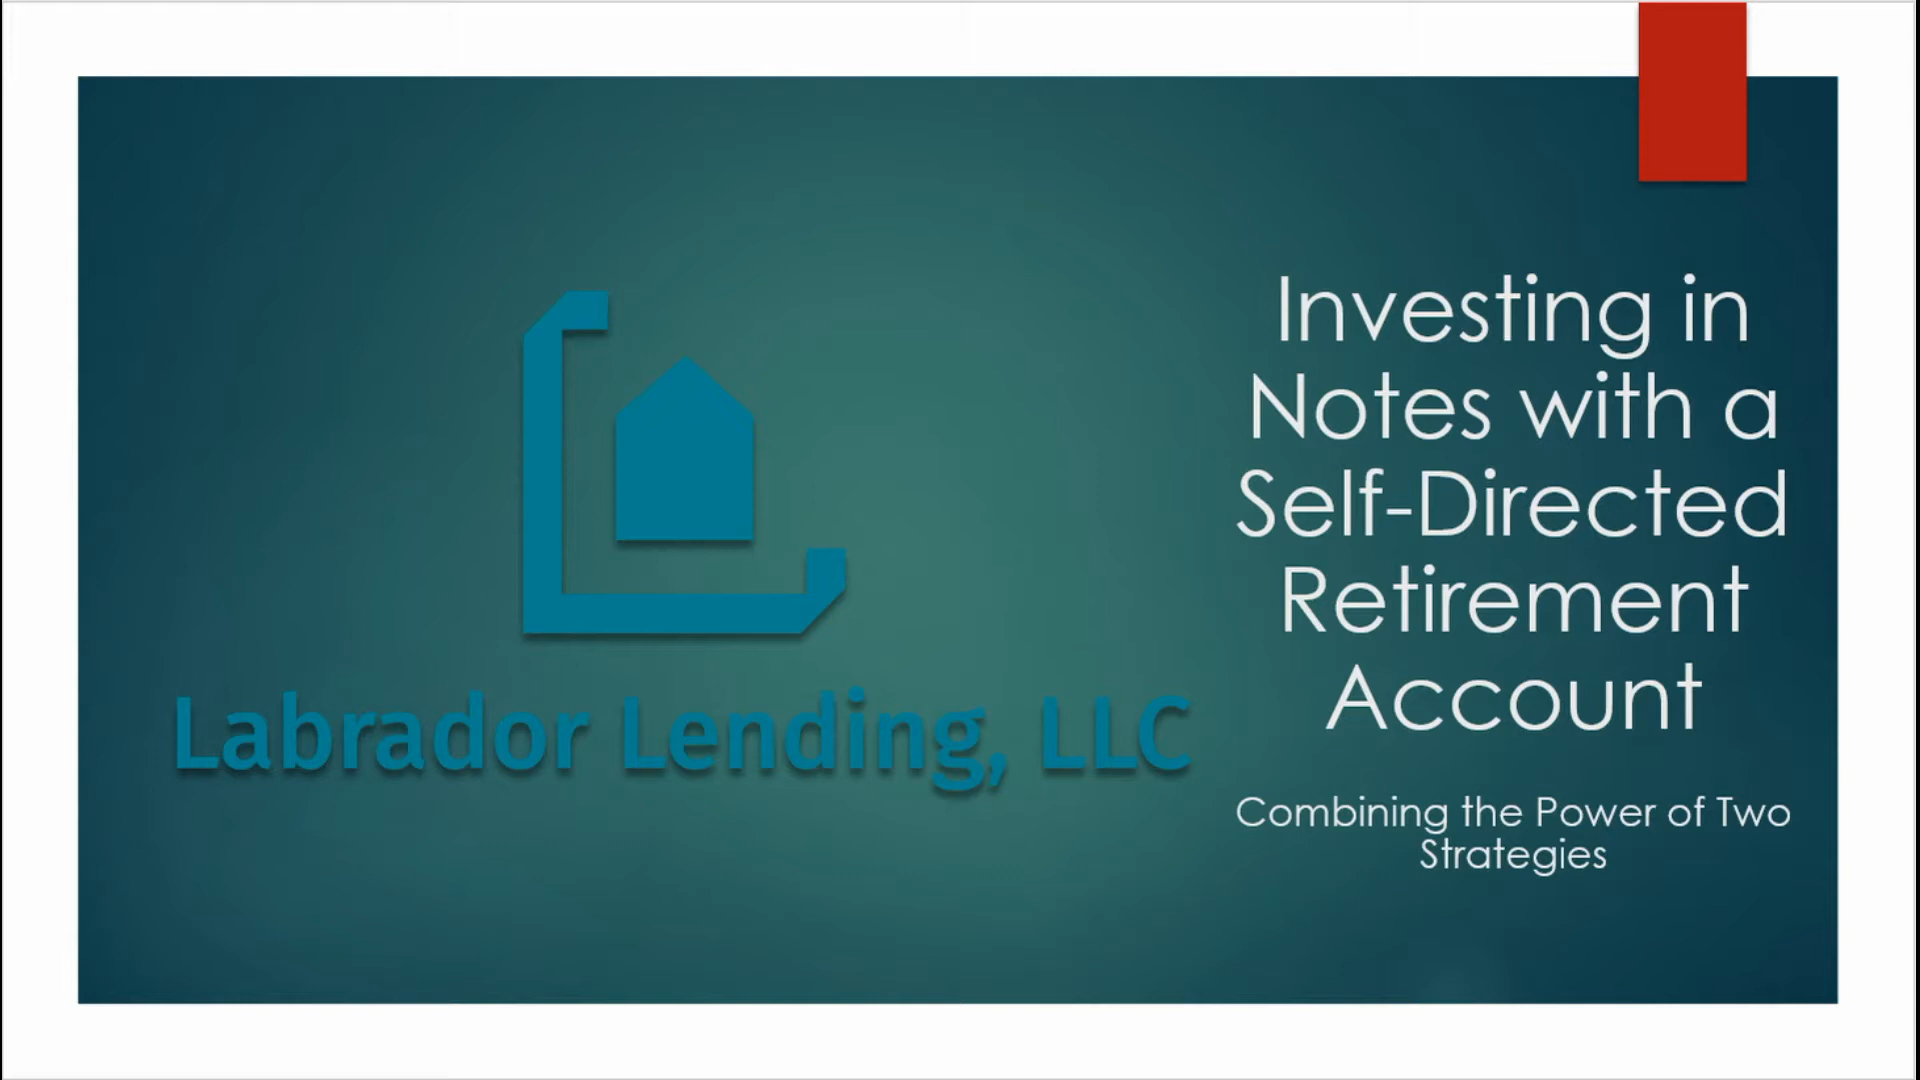 Labrador Lending, LLC
Investing in
Notes with a
Self-Directed
Retirement
Account
Combining the Power of Two
Strategies